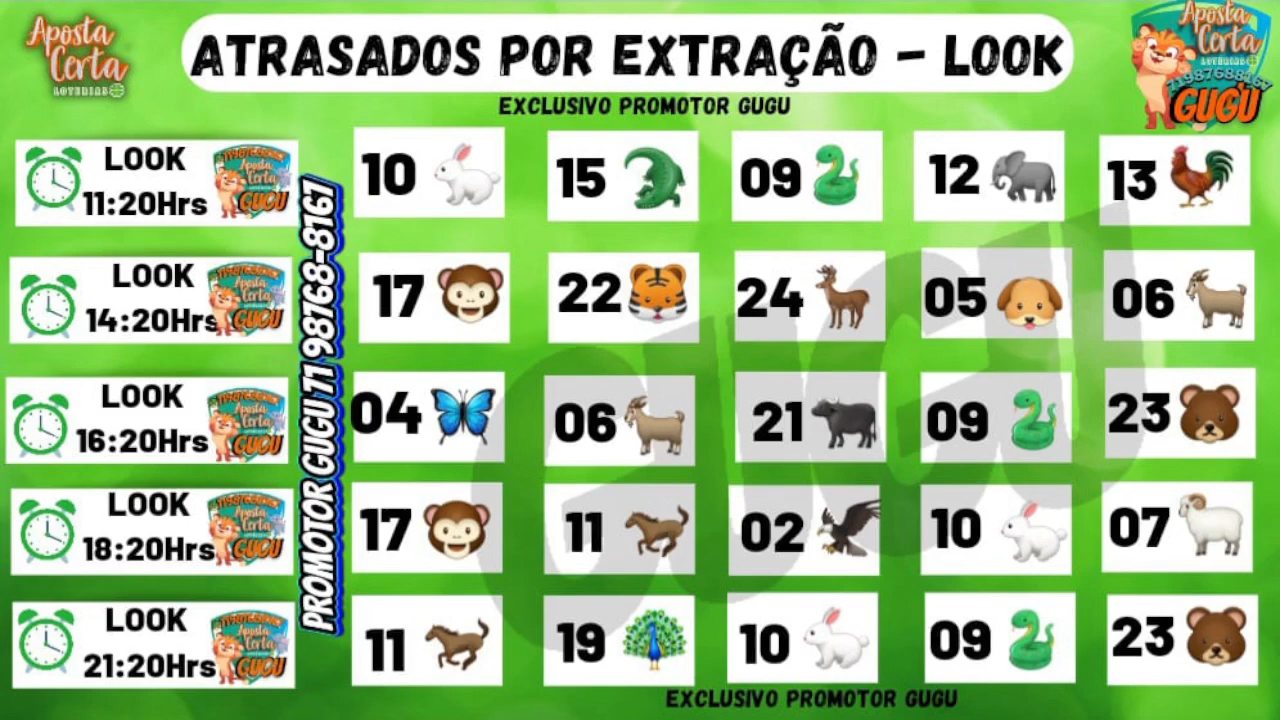 Aposta
Certa
LOTERIAS
ATRASADOS POR EXTRAÇÃO - LOOK
EXCLUSIVO PROMOTOR GUGU
Aposta
Certa
LOTERIAS
GUGU
LOOK
11:20Hrs
10
15
09
12
13
LOOK
14:20Hrs
17
22
24
05
06
LOOK
16:20Hrs
04
06
21
09
23
LOOK
18:20Hrs
17
11
02
10
07
LOOK
21:20Hrs
11
19
10
09
23
PROMOTOR GUGU 71 98168-8167
GUGU
EXCLUSIVO PROMOTOR GUGU